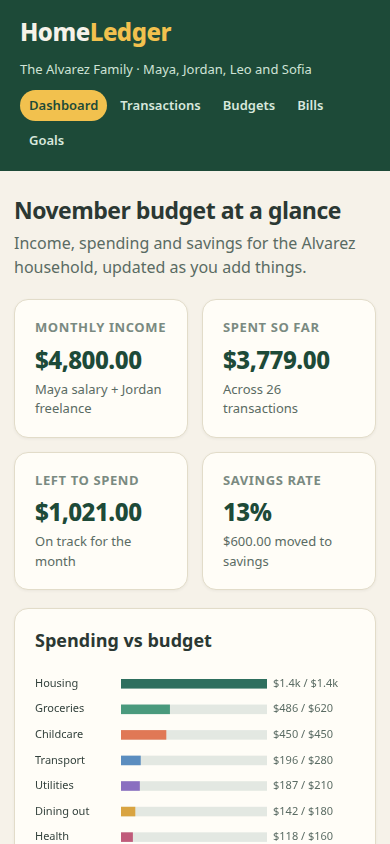 HomeLedger
The Alvarez Family · Maya, Jordan, Leo and Sofia
Dashboard Transactions Budgets Bills
Goals
November budget at a glance
Income, spending and savings for the Alvarez
household, updated as you add things.
MONTHLY INCOME
$4,800.00
Maya salary + Jordan
freelance
SPENT SO FAR
$3,779.00
Across 26
transactions
LEFT TO SPEND
$1,021.00
On track for the
month
SAVINGS RATE
13%
$600.00 moved to
savings
Spending vs budget
Housing $1.4k / $1.4k
Groceries $486 / $620
Childcare $450 / $450
Transport $196 / $280
Utilities $187 / $210
Dining out $142 / $180
Health $118 / $160